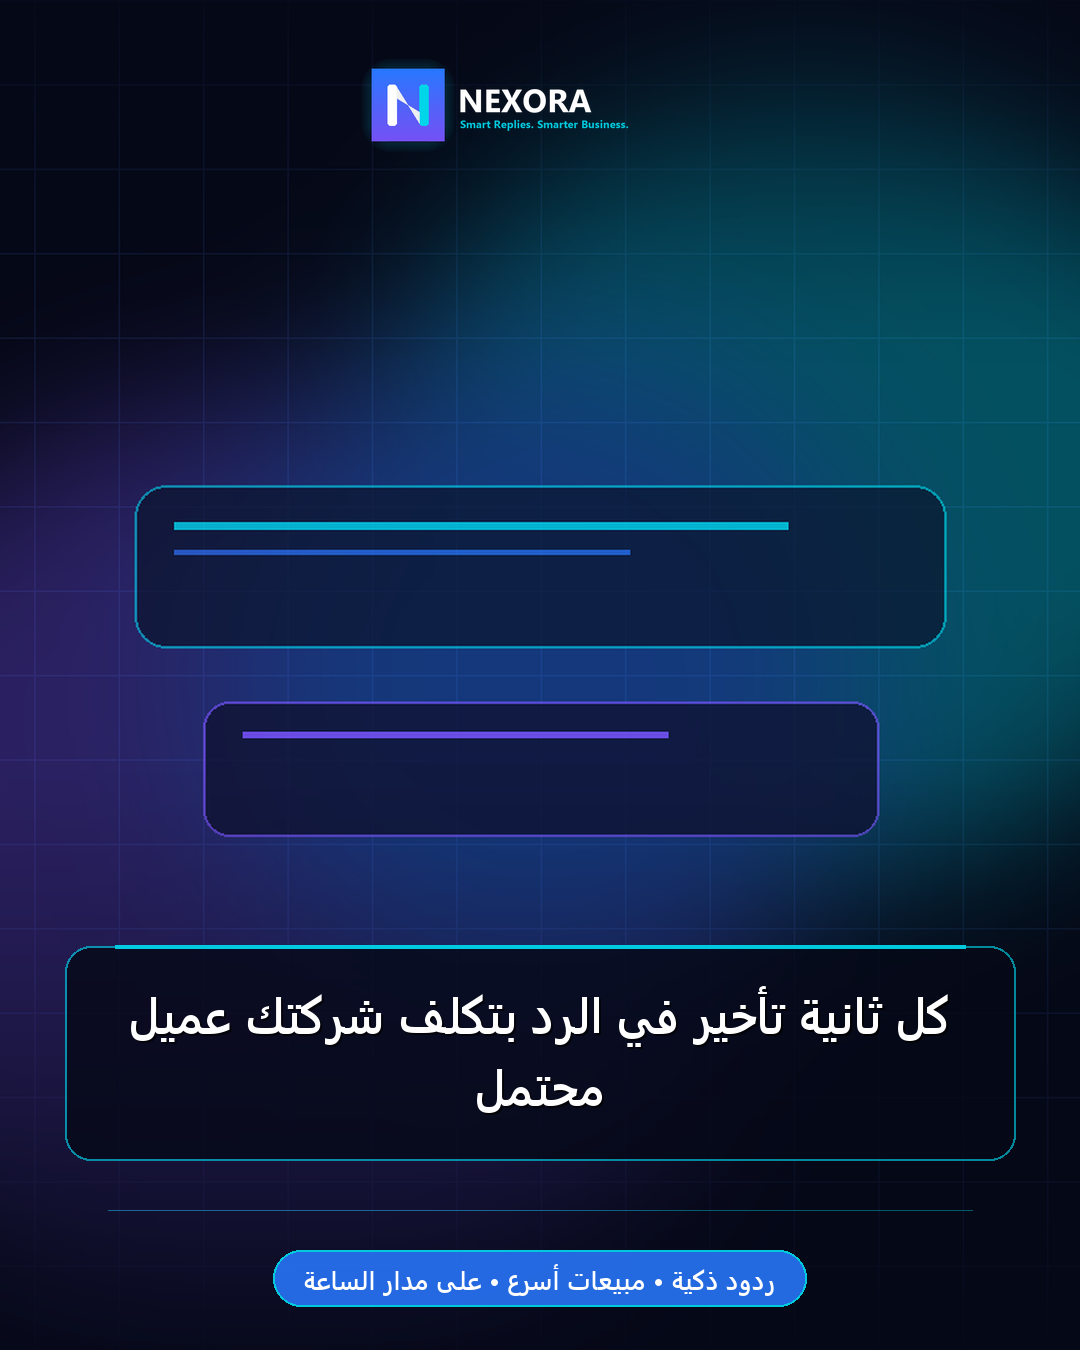 NEXORA
Smart Replies. Smarter Business.
كل ثانية تأخير في الرد بتكلف شركتك عميل
محتمل
ردود ذكية • مبيعات أسرع • على مدار الساعة